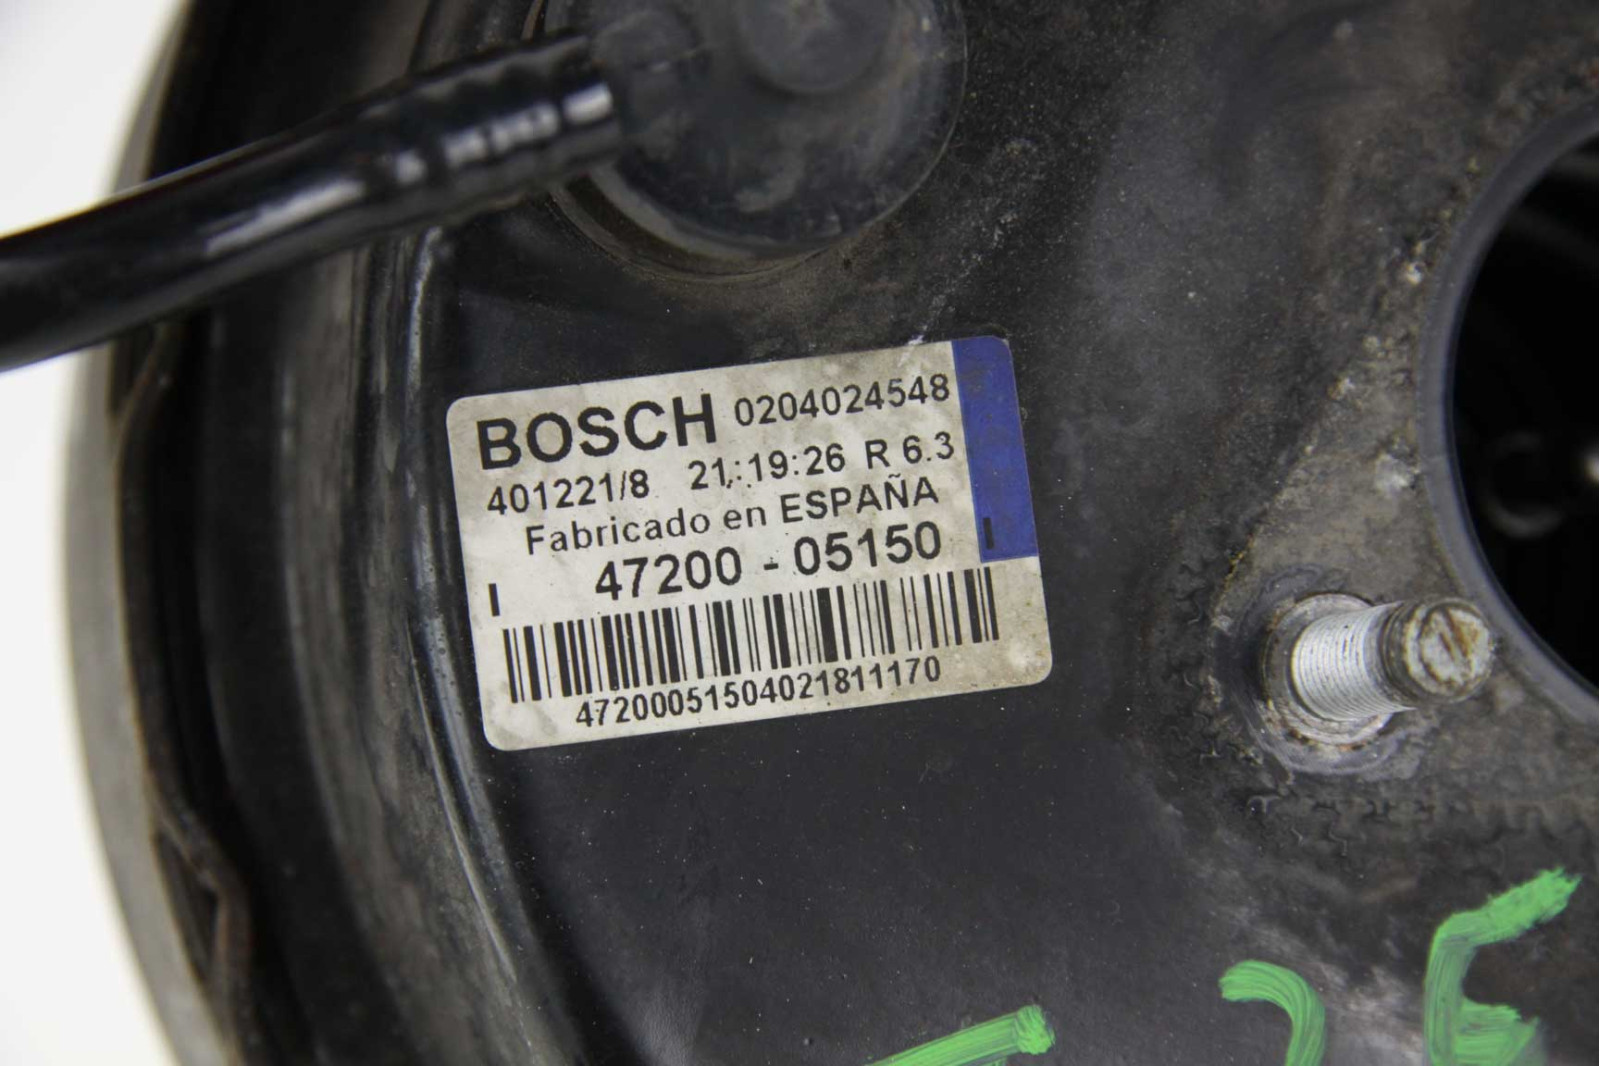 BOSCH 0204024548
401221/8 21:19:26 R 6.3
Fabricado en ESPAÑA
47200 - 05150
47200051504021811170